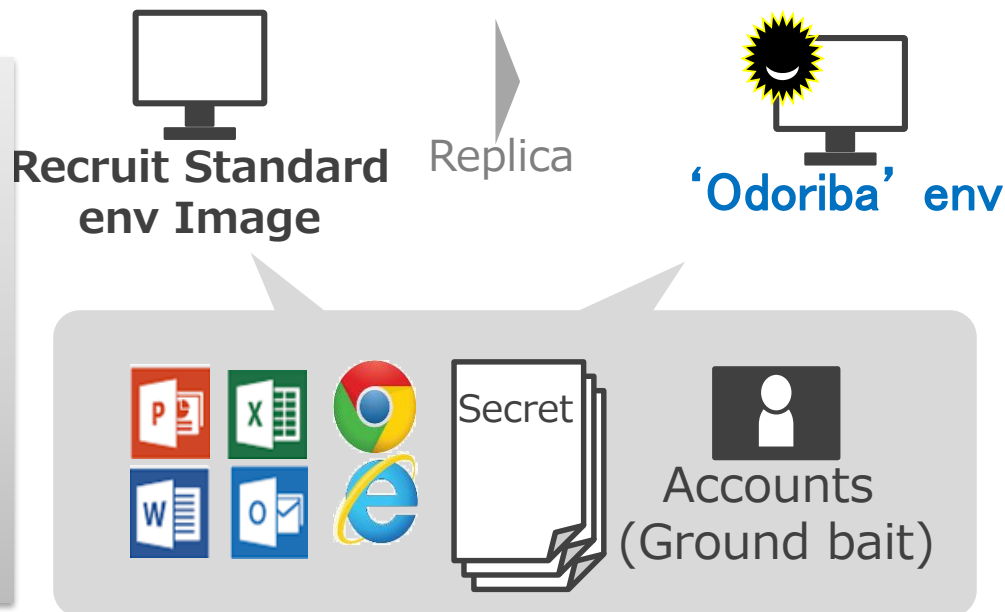 Recruit Standard
env Image
Replica
‘Odoriba’ env
P
X
W
O
Secret
Accounts
(Ground bait)